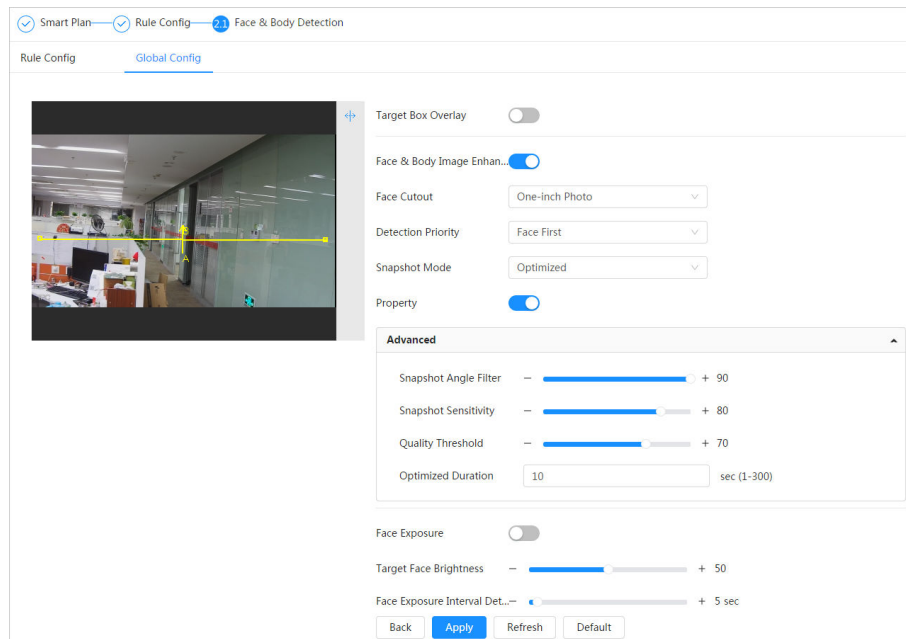 Smart Plan Rule Config 2.1 Face & Body Detection
Rule Config Global Config
Target Box Overlay
Face & Body Image Enhan...
Face Cutout One-inch Photo
Detection Priority Face First
Snapshot Mode Optimized
Property
Advanced
Snapshot Angle Filter − + 90
Snapshot Sensitivity − + 80
Quality Threshold − + 70
Optimized Duration 10 sec (1-300)
Face Exposure
Target Face Brightness − + 50
Face Exposure Interval Det... − + 5 sec
Back Apply Refresh Default
B
A